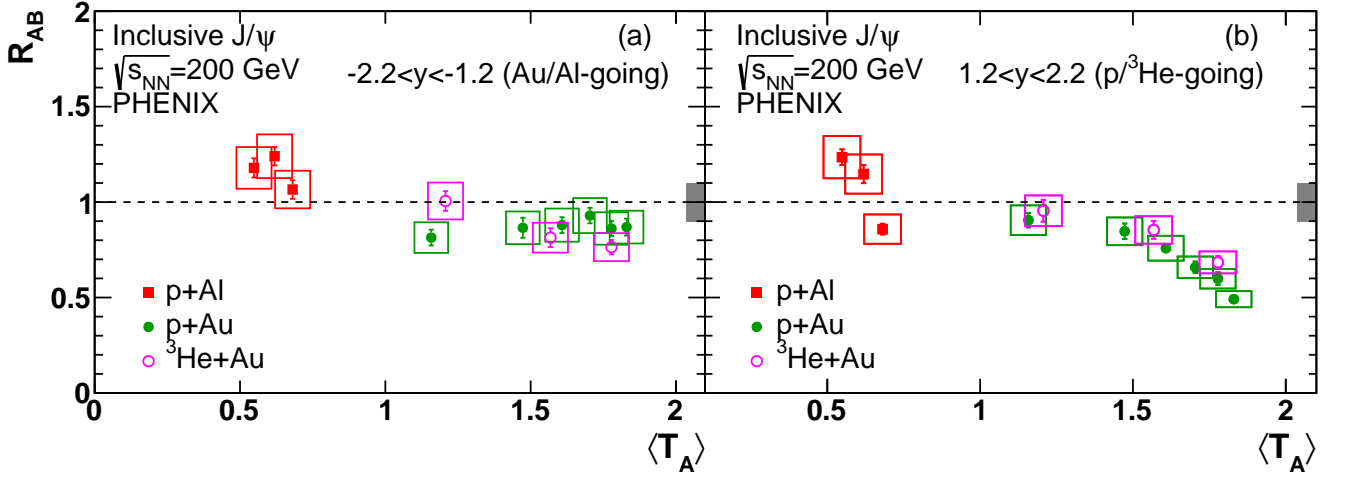 R_AB
2
1.5
1
0.5
0
Inclusive J/ψ
(a)
√s_NN=200 GeV
-2.2<y<-1.2 (Au/Al-going)
PHENIX
p+Al
p+Au
³He+Au
0
0.5
1
1.5
2
⟨T_A⟩
Inclusive J/ψ
(b)
√s_NN=200 GeV
1.2<y<2.2 (p/³He-going)
PHENIX
p+Al
p+Au
³He+Au
0.5
1
1.5
2
⟨T_A⟩